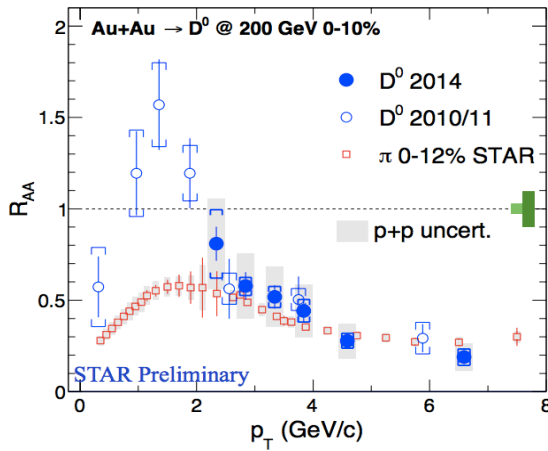 Au+Au → D⁰ @ 200 GeV 0-10%
D⁰ 2014
D⁰ 2010/11
π 0-12% STAR
p+p uncert.
STAR Preliminary
R_AA
2
1.5
1
0.5
0
0 2 4 6 8
p_T (GeV/c)